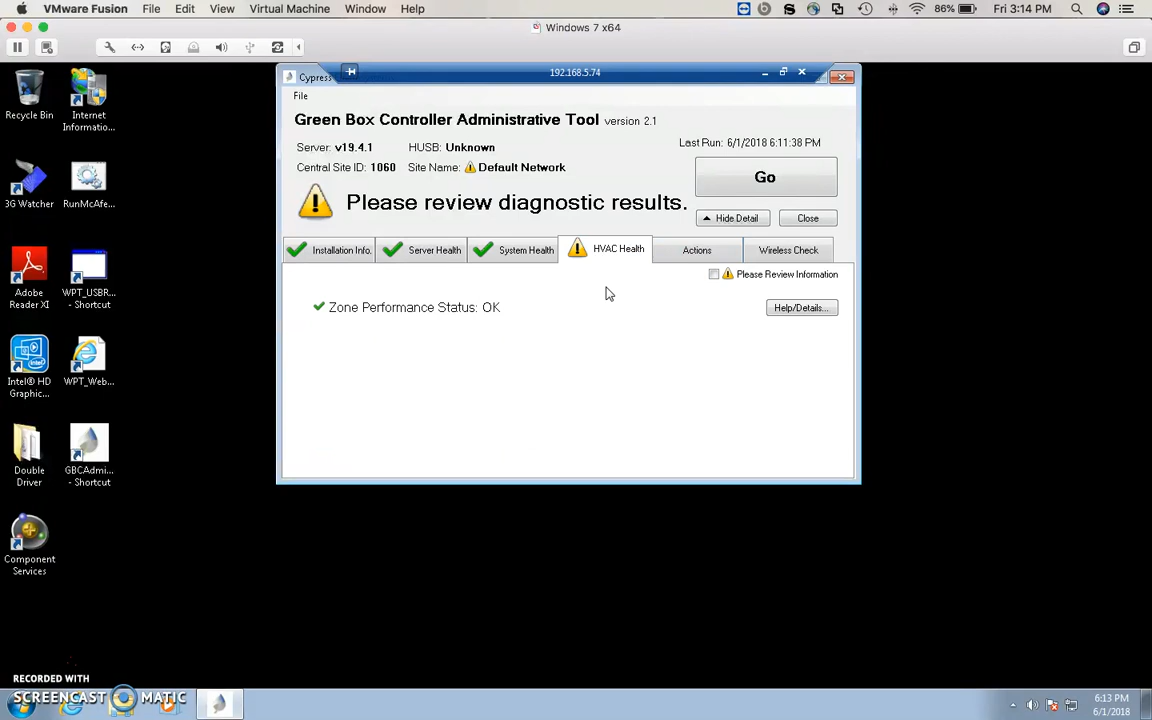 VMware Fusion File Edit View Virtual Machine Window Help 86% Fri 3:14 PM
Windows 7 x64
192.168.5.74
Cypress
File
Green Box Controller Administrative Tool version 2.1
Server: v19.4.1 HUSB: Unknown
Last Run: 6/1/2018 6:11:38 PM
Central Site ID: 1060 Site Name: Default Network
Go
Please review diagnostic results.
Hide Detail Close
Installation Info. Server Health System Health HVAC Health Actions Wireless Check
Please Review Information
Zone Performance Status: OK
Help/Details...
Recycle Bin
Internet
Informatio...
3G Watcher
RunMcAfe...
Adobe
Reader XI
WPT_USBR...
- Shortcut
Intel® HD
Graphic...
WPT_Web...
Double
Driver
GBCAdmi...
- Shortcut
Component
Services
RECORDED WITH
SCREENCAST MATIC
6:13 PM
6/1/2018